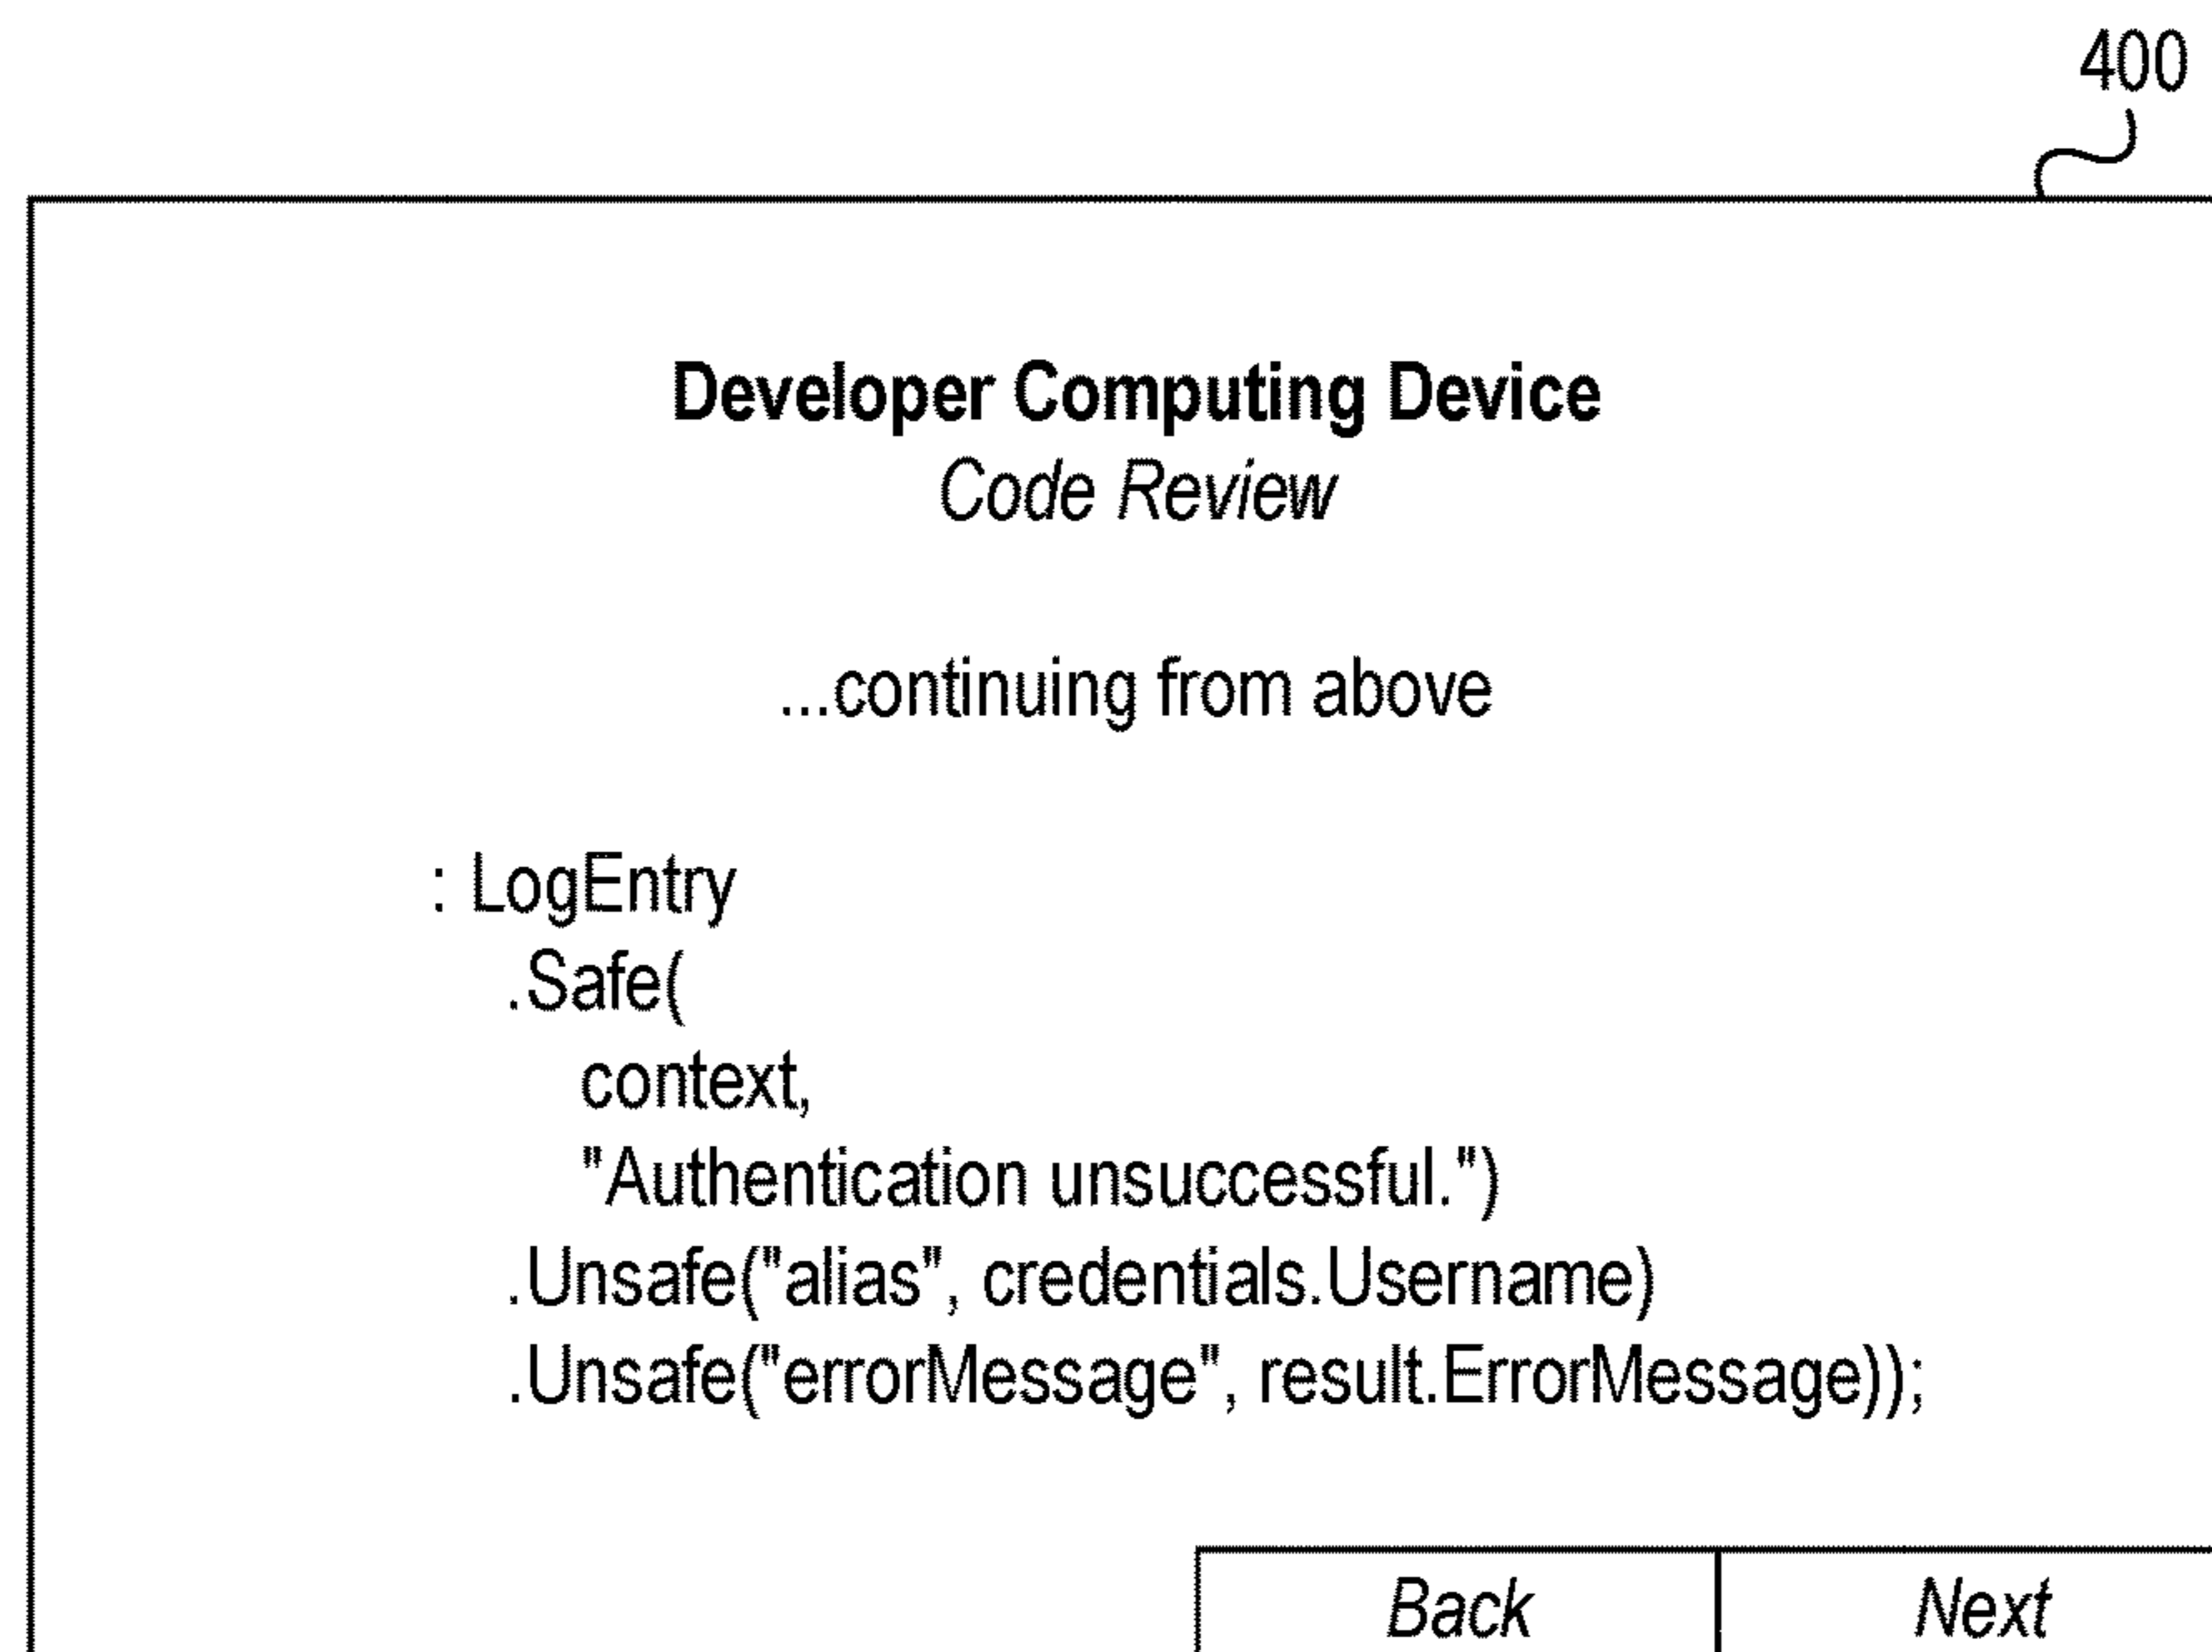 400
Developer Computing Device
Code Review
...continuing from above
: LogEntry
.Safe(
context,
"Authentication unsuccessful.")
.Unsafe("alias", credentials.Username)
.Unsafe("errorMessage", result.ErrorMessage));
Back Next